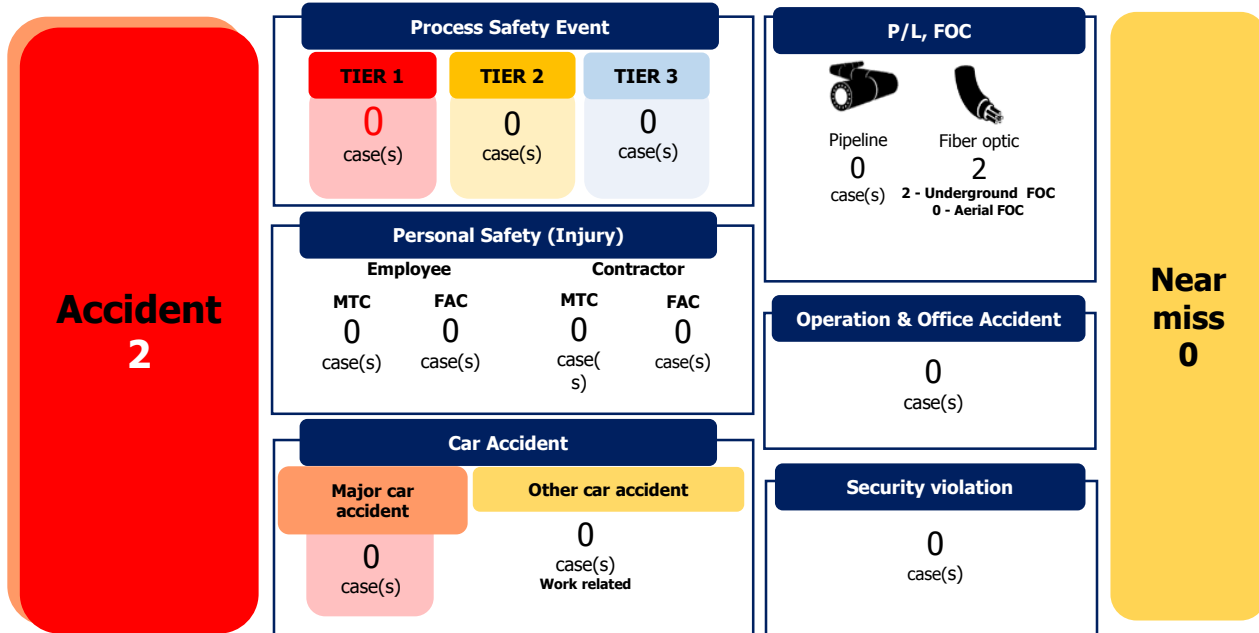 Accident
2
Process Safety Event
TIER 1
TIER 2
TIER 3
0
case(s)
0
case(s)
0
case(s)
Personal Safety (Injury)
Employee
Contractor
MTC
FAC
MTC
FAC
0
case(s)
0
case(s)
0
case(
s)
0
case(s)
Car Accident
Major car
accident
Other car accident
0
case(s)
0
case(s)
Work related
P/L, FOC
Pipeline
0
case(s)
Fiber optic
2
2 - Underground FOC
0 - Aerial FOC
Operation & Office Accident
0
case(s)
Security violation
0
case(s)
Near
miss
0